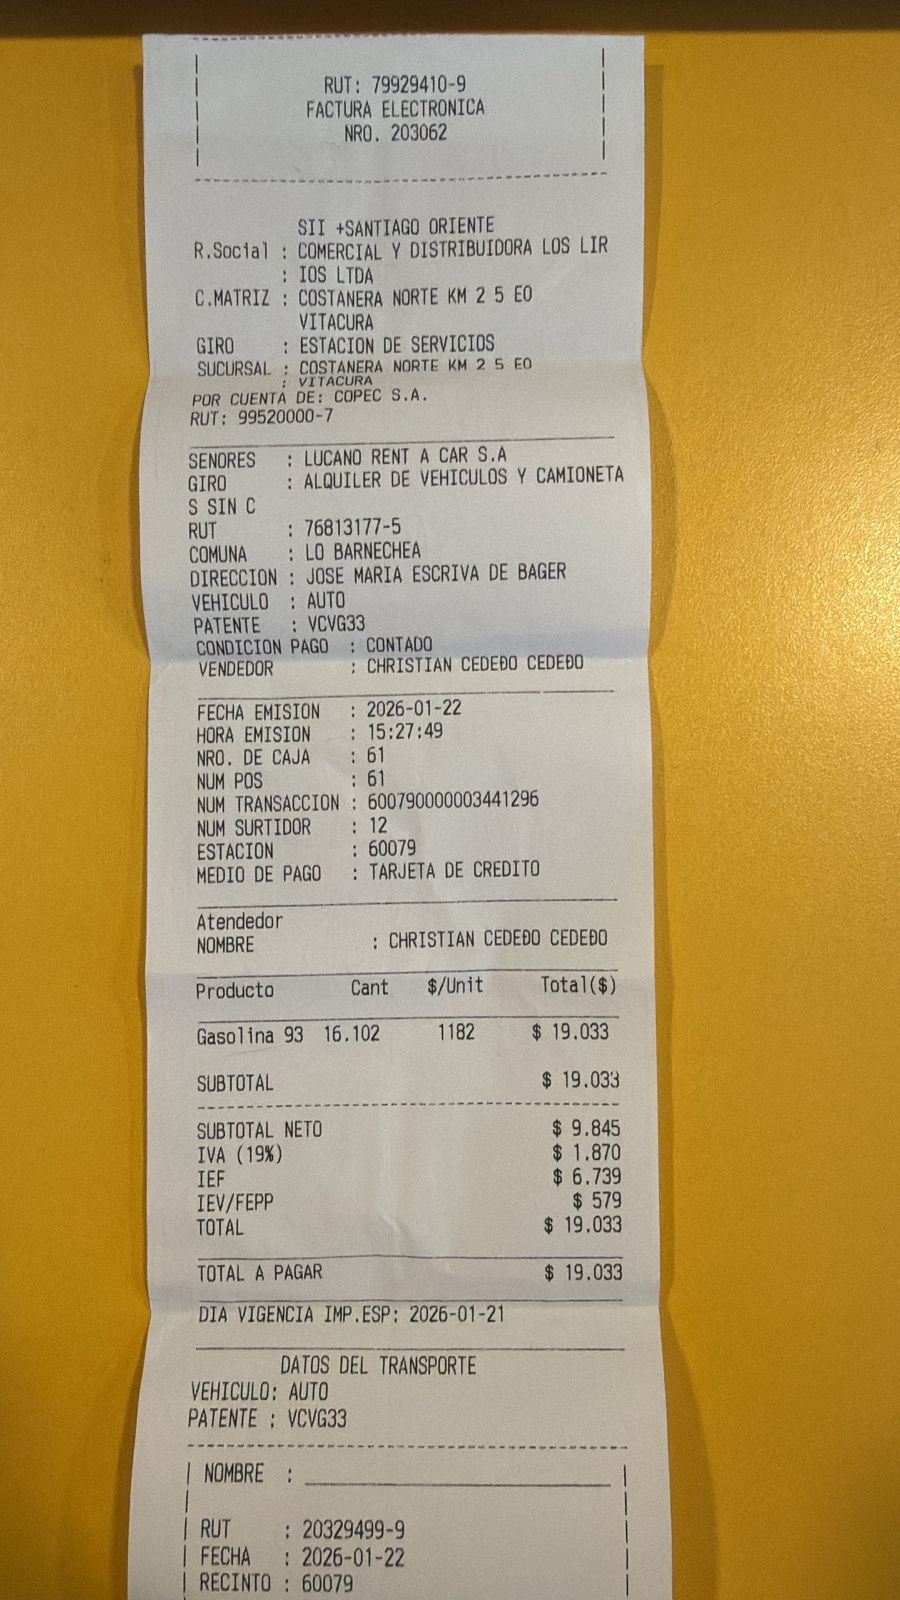 RUT: 79929410-9
FACTURA ELECTRONICA
NRO. 203062
SII +SANTIAGO ORIENTE
R.Social : COMERCIAL Y DISTRIBUIDORA LOS LIR
: IOS LTDA
C.MATRIZ : COSTANERA NORTE KM 2 5 EO
VITACURA
GIRO : ESTACION DE SERVICIOS
SUCURSAL : COSTANERA NORTE KM 2 5 EO
: VITACURA
POR CUENTA DE: COPEC S.A.
RUT: 99520000-7
SENORES : LUCANO RENT A CAR S.A
GIRO : ALQUILER DE VEHICULOS Y CAMIONETA
S SIN C
RUT : 76813177-5
COMUNA : LO BARNECHEA
DIRECCION : JOSE MARIA ESCRIVA DE BAGER
VEHICULO : AUTO
PATENTE : VCVG33
CONDICION PAGO : CONTADO
VENDEDOR : CHRISTIAN CEDEÐO CEDEÐO
FECHA EMISION : 2026-01-22
HORA EMISION : 15:27:49
NRO. DE CAJA : 61
NUM POS : 61
NUM TRANSACCION : 600790000003441296
NUM SURTIDOR : 12
ESTACION : 60079
MEDIO DE PAGO : TARJETA DE CREDITO
Atendedor
NOMBRE : CHRISTIAN CEDEÐO CEDEÐO
Producto Cant $/Unit Total($)
Gasolina 93 16.102 1182 $ 19.033
SUBTOTAL $ 19.033
SUBTOTAL NETO $ 9.845
IVA (19%) $ 1.870
IEF $ 6.739
IEV/FEPP $ 579
TOTAL $ 19.033
TOTAL A PAGAR $ 19.033
DIA VIGENCIA IMP.ESP: 2026-01-21
DATOS DEL TRANSPORTE
VEHICULO: AUTO
PATENTE : VCVG33
NOMBRE :
RUT : 20329499-9
FECHA : 2026-01-22
RECINTO : 60079